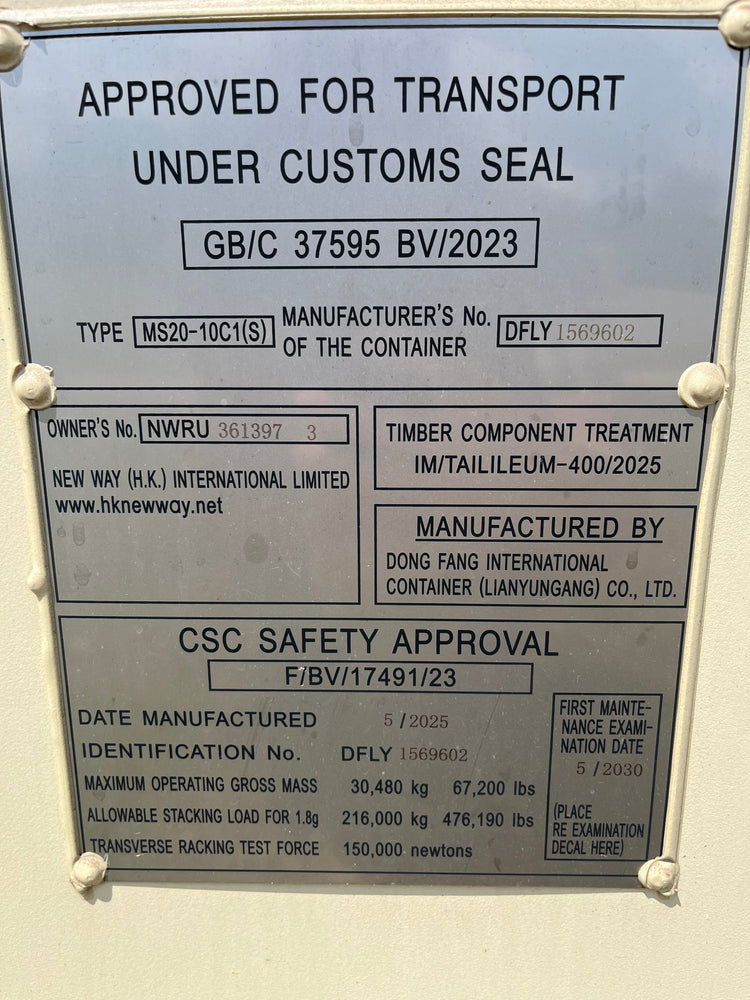 APPROVED FOR TRANSPORT
UNDER CUSTOMS SEAL
GB/C 37595 BV/2023
TYPE MS20-10C1(S) MANUFACTURER'S No. OF THE CONTAINER DFLY 1569602
OWNER'S No. NWRU 361397 3
NEW WAY (H.K.) INTERNATIONAL LIMITED
www.hknewway.net
TIMBER COMPONENT TREATMENT
IM/TAILILEUM-400/2025
MANUFACTURED BY
DONG FANG INTERNATIONAL
CONTAINER (LIANYUNGANG) CO., LTD.
CSC SAFETY APPROVAL
F/BV/17491/23
DATE MANUFACTURED 5/2025
IDENTIFICATION No. DFLY 1569602
MAXIMUM OPERATING GROSS MASS 30,480 kg 67,200 lbs
ALLOWABLE STACKING LOAD FOR 1.8g 216,000 kg 476,190 lbs
TRANSVERSE RACKING TEST FORCE 150,000 newtons
FIRST MAINTE-
NANCE EXAMI-
NATION DATE
5/2030
(PLACE
RE EXAMINATION
DECAL HERE)